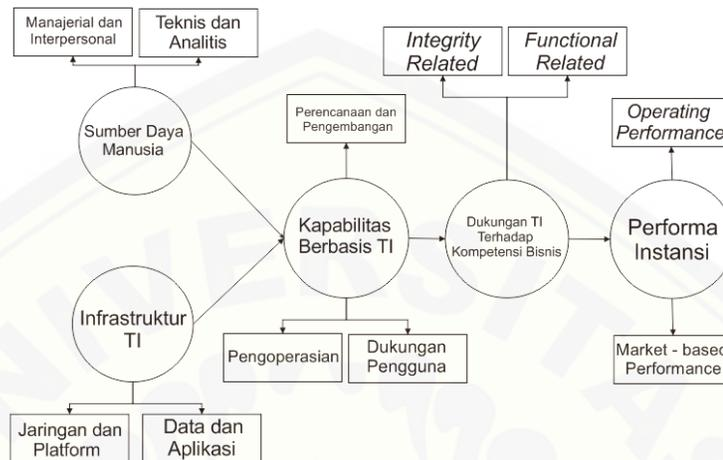 Manajerial dan
Interpersonal
Teknis dan
Analitis
Integrity
Related
Functional
Related
Operating
Performance
Perencanaan dan
Pengembangan
Sumber Daya
Manusia
Kapabilitas
Berbasis TI
Dukungan TI
Terhadap
Kompetensi Bisnis
Performa
Instansi
Infrastruktur
TI
Pengoperasian
Dukungan
Pengguna
Market - based
Performance
Jaringan dan
Platform
Data dan
Aplikasi
UNIVERSITA